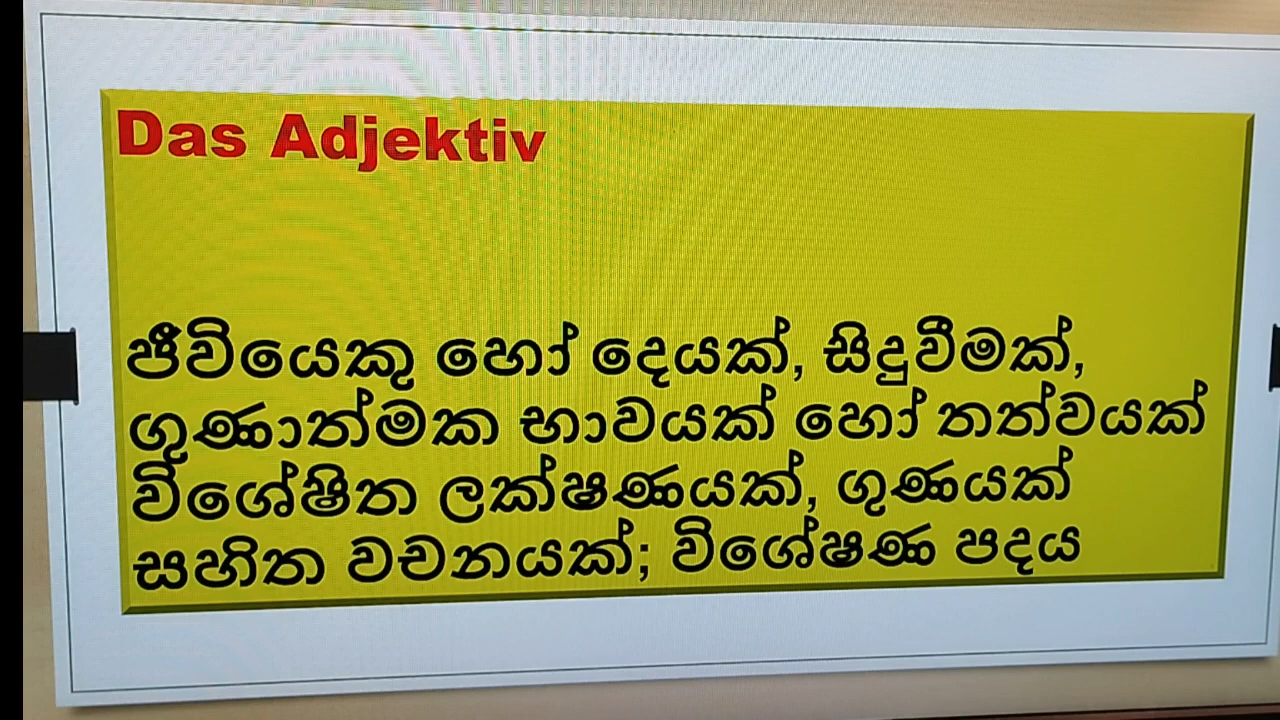 Das Adjektiv
ජීවියෙකු හෝ දෙයක්, සිදුවීමක්,
ගුණාත්මක භාවයක් හෝ තත්වයක්
විශේෂිත ලක්ෂණයක්, ගුණයක්
සහිත වචනයක්; විශේෂණ පදය